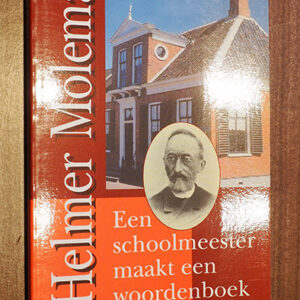 Helmer Molema
Een
schoolmeester
maakt een
woordenboek